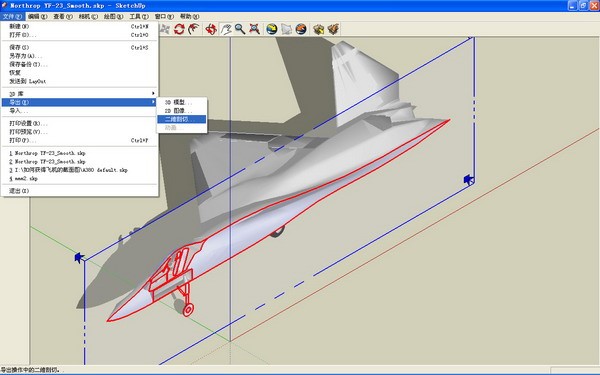 Northrop YF-23_Smooth.skp - SketchUp
文件(F) 编辑(E) 查看(V) 相机(C) 绘图(R) 工具(T) 窗口(W) 帮助(H)
新建(N) Ctrl+N
打开(O)... Ctrl+O
保存(S) Ctrl+S
另存为(A)...
保存备份(Y)...
恢复
发送到 LayOut
3D 库
导出(E)
导入...
打印设置(R)...
打印预览(V)...
打印(P)... Ctrl+P
1 Northrop YF-23_Smooth.skp
2 Northrop YF-23_Smooth.skp
3 I:\如何获得飞机的截面图\A380 default.skp
4 mm2.skp
退出(X)
3D 模型...
2D 图像...
二维剖切...
动画...
导出操作中的二维剖切。